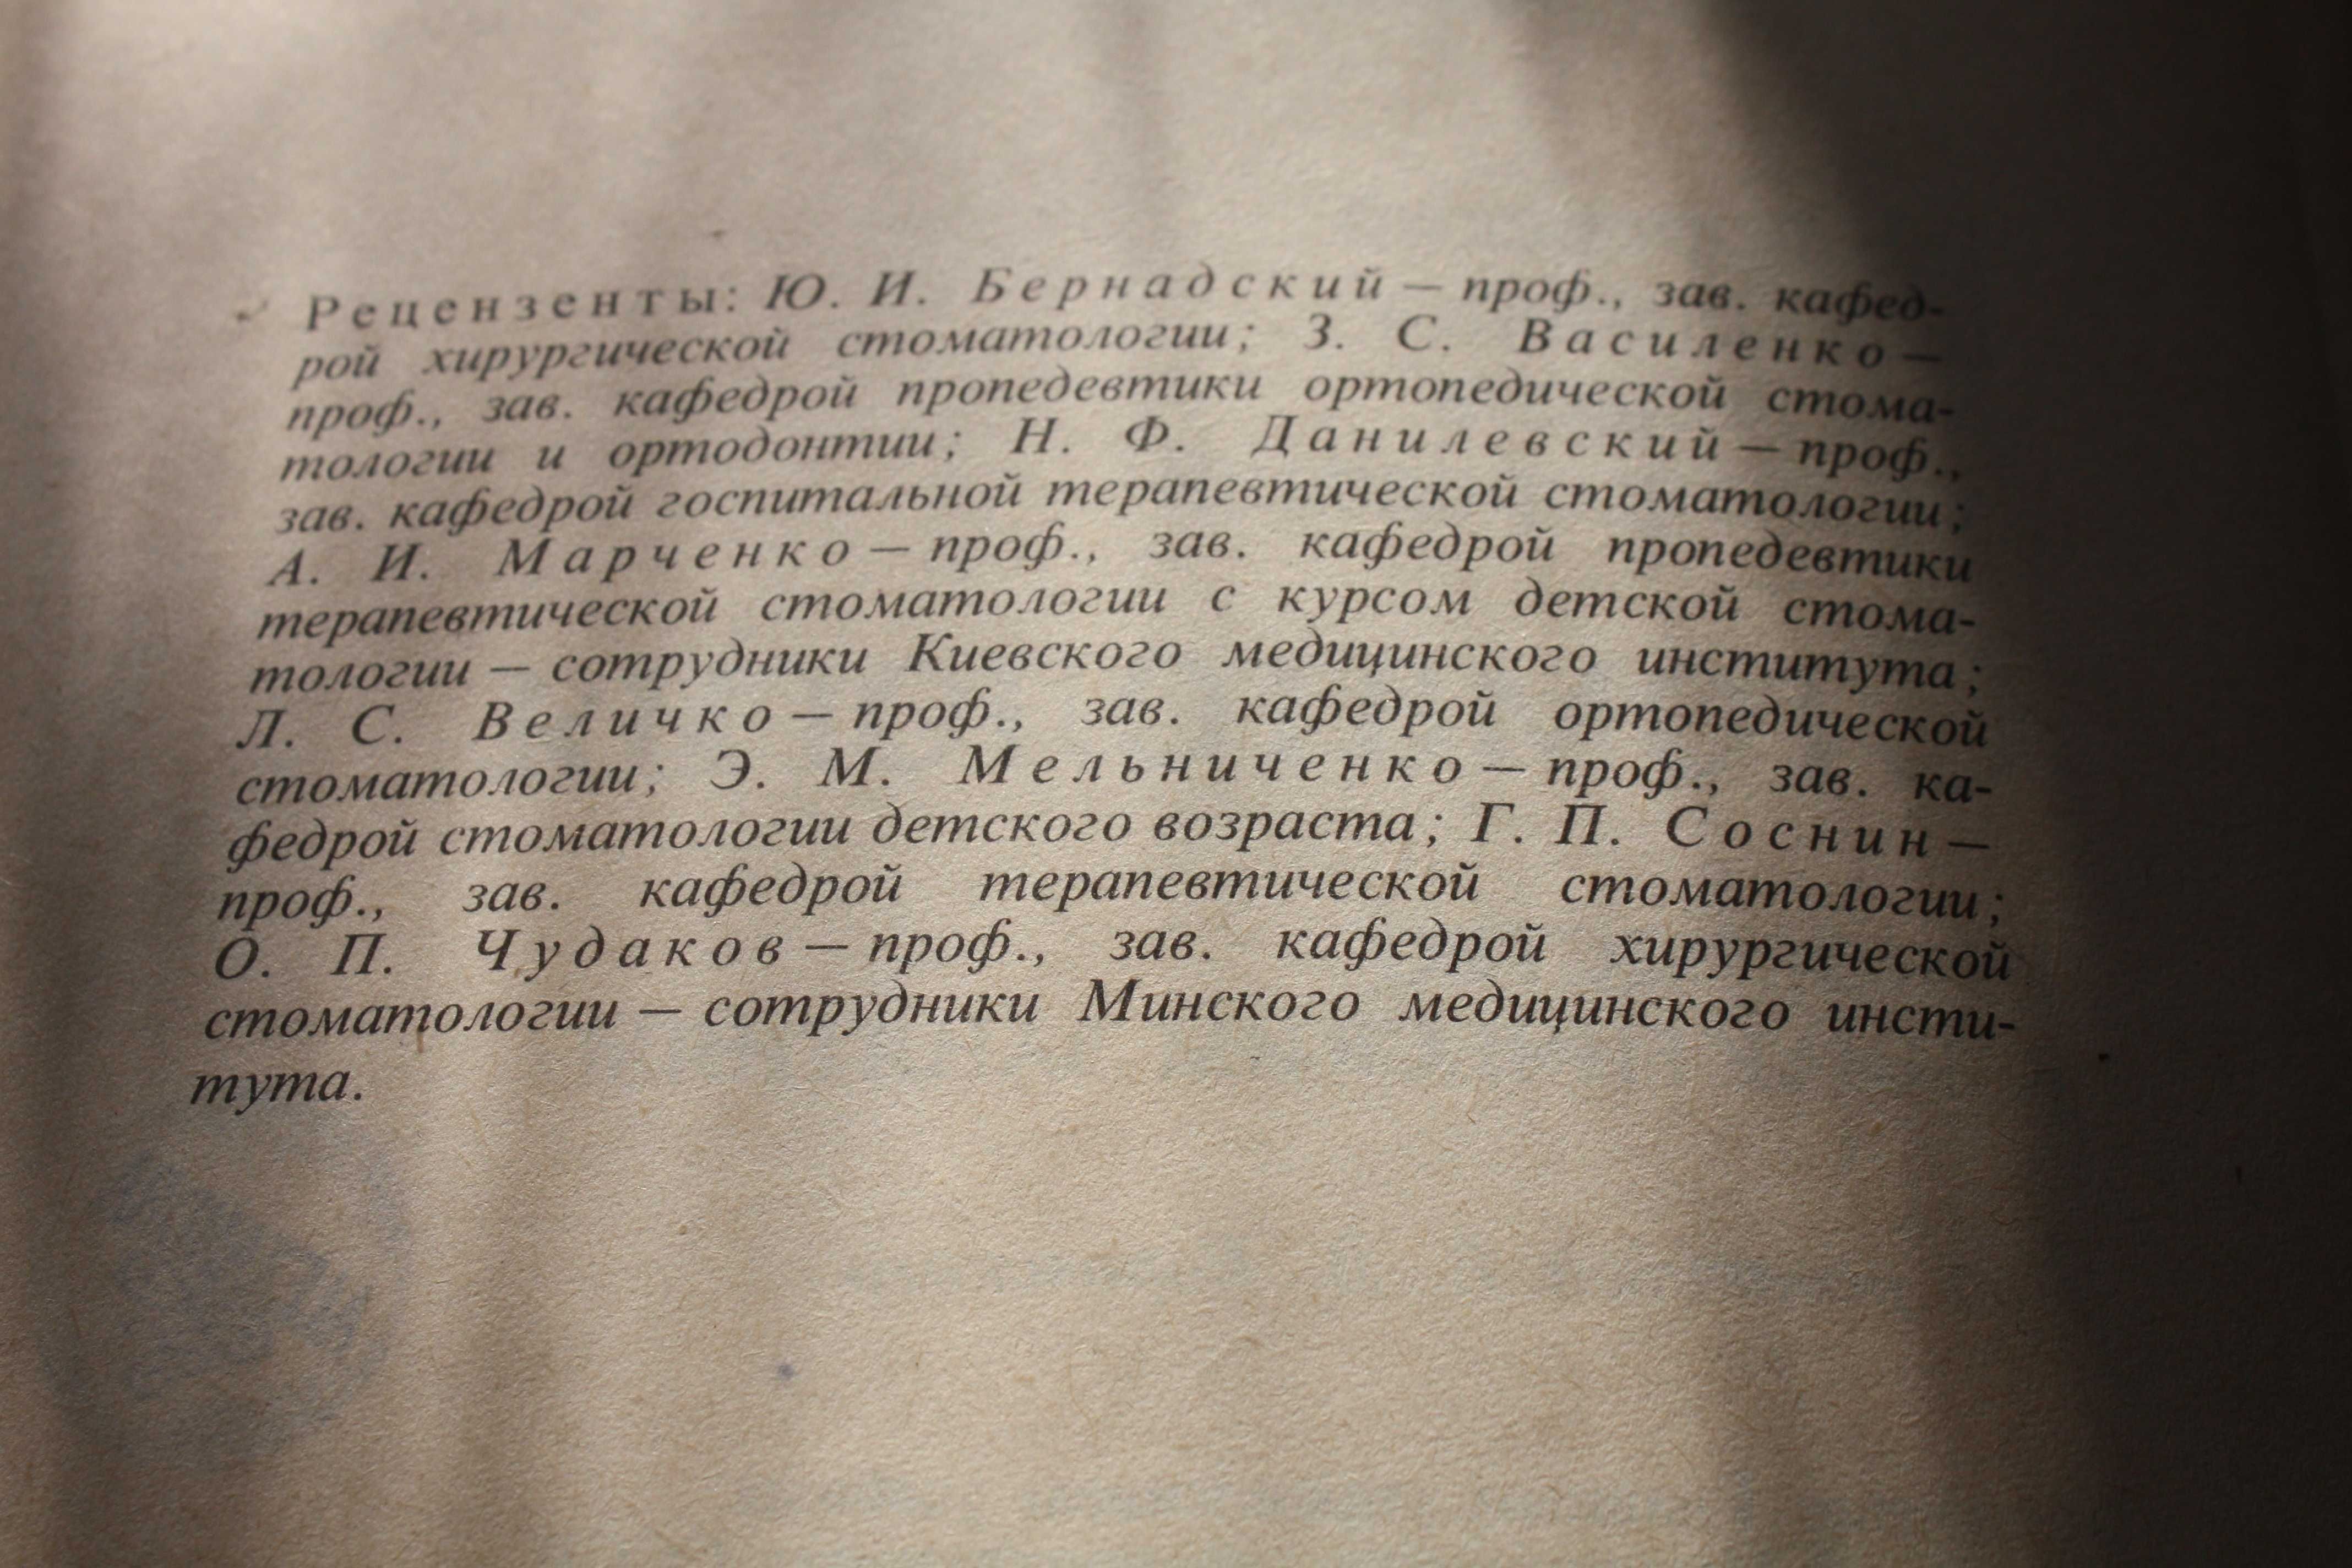 Рецензенты: Ю. И. Бернадский — проф., зав. кафед-
рой хирургической стоматологии; З. С. Василенко —
проф., зав. кафедрой пропедевтики ортопедической стома-
тологии и ортодонтии; Н. Ф. Данилевский — проф.,
зав. кафедрой госпитальной терапевтической стоматологии;
А. И. Марченко — проф., зав. кафедрой пропедевтики
терапевтической стоматологии с курсом детской стома-
тологии — сотрудники Киевского медицинского института;
Л. С. Величко — проф., зав. кафедрой ортопедической
стоматологии; Э. М. Мельниченко — проф., зав. ка-
федрой стоматологии детского возраста; Г. П. Соснин —
проф., зав. кафедрой терапевтической стоматологии;
О. П. Чудаков — проф., зав. кафедрой хирургической
стоматологии — сотрудники Минского медицинского инсти-
тута.